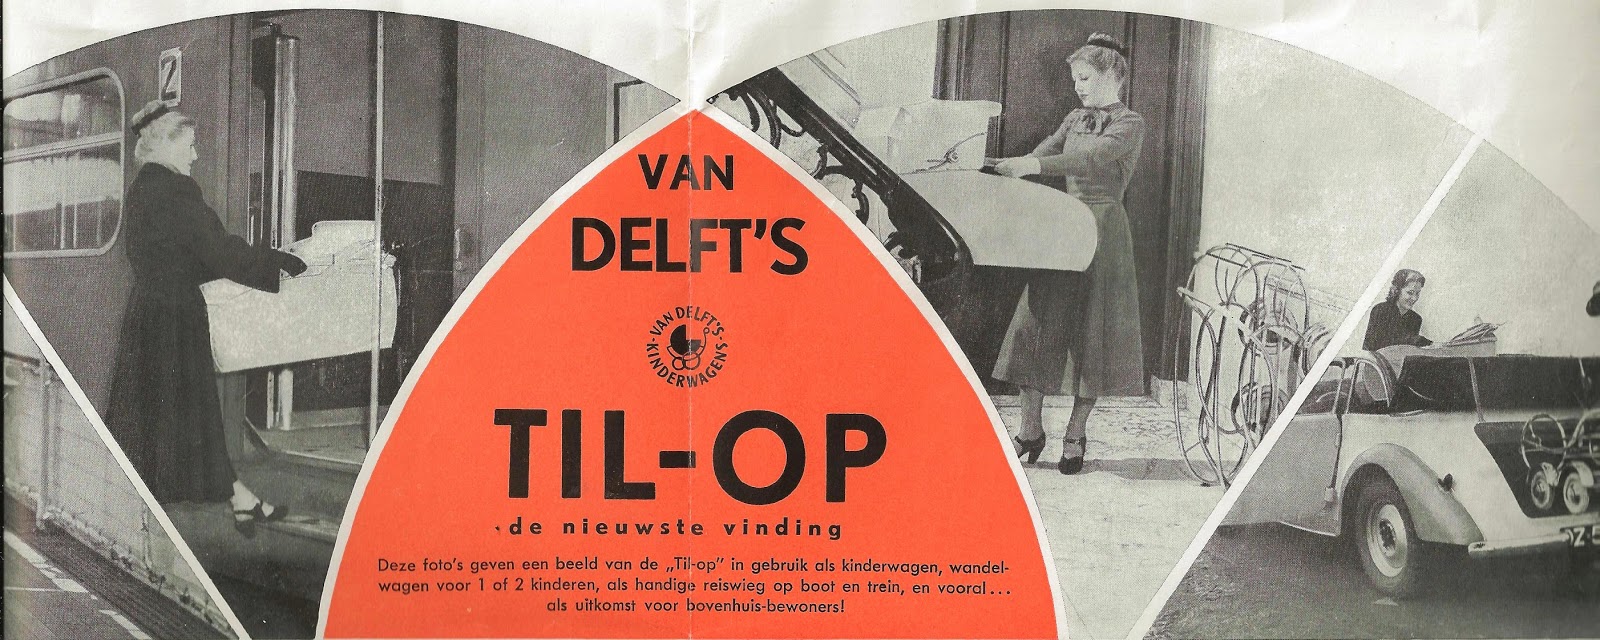 2
VAN
DELFT'S
VAN DELFT'S
KINDERWAGENS
TIL-OP
de nieuwste vinding
Deze foto's geven een beeld van de „Til-op” in gebruik als kinderwagen, wandel-
wagen voor 1 of 2 kinderen, als handige reiswieg op boot en trein, en vooral...
als uitkomst voor bovenhuis-bewoners!